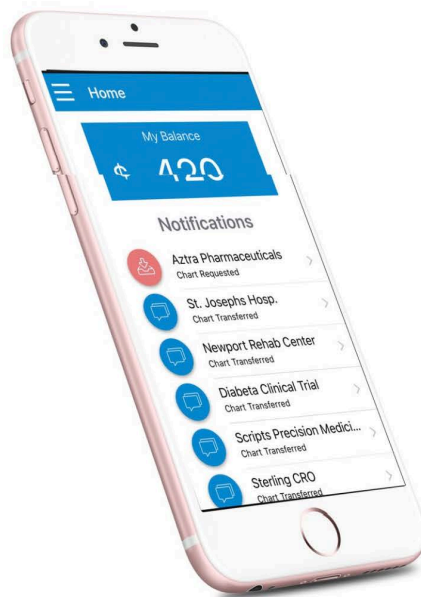 Home
My Balance
¢ 420
Notifications
Aztra Pharmaceuticals
Chart Requested
St. Josephs Hosp.
Chart Transferred
Newport Rehab Center
Chart Transferred
Diabeta Clinical Trial
Chart Transferred
Scripts Precision Medici...
Chart Transferred
Sterling CRO
Chart Transferred